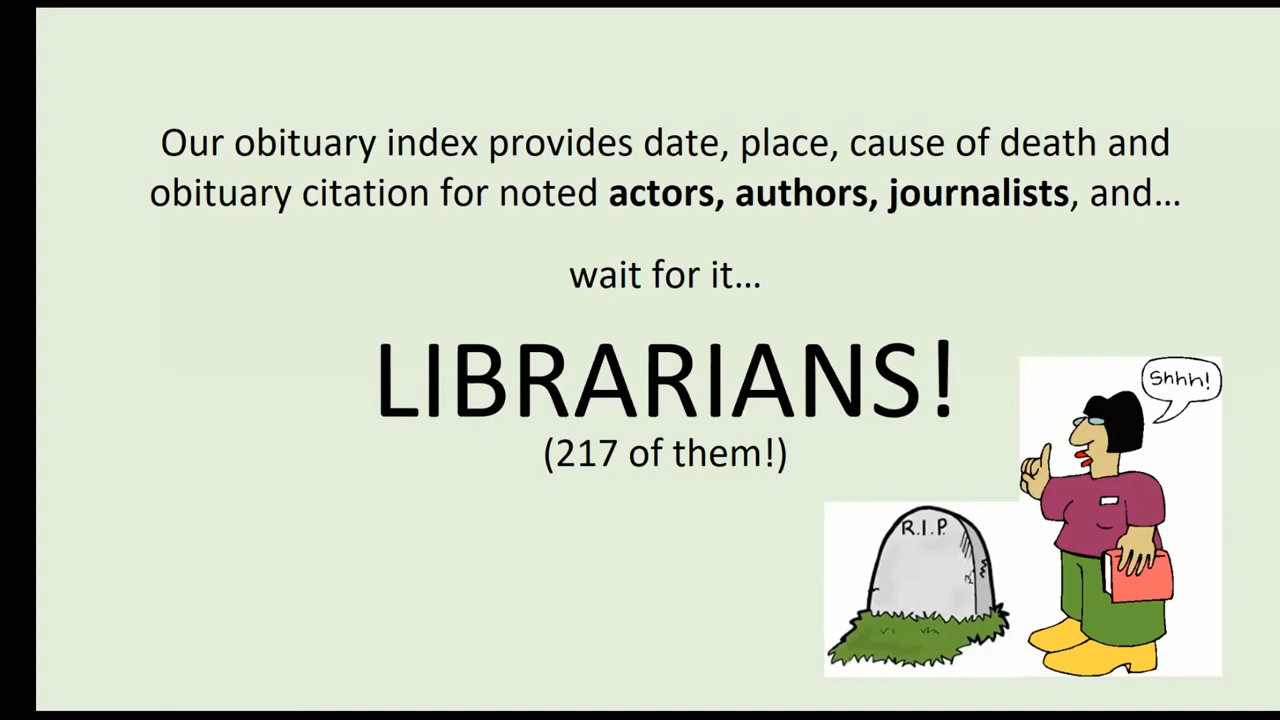 Our obituary index provides date, place, cause of death and
obituary citation for noted actors, authors, journalists, and…
wait for it…
LIBRARIANS!
(217 of them!)
Shhh!
R.I.P.